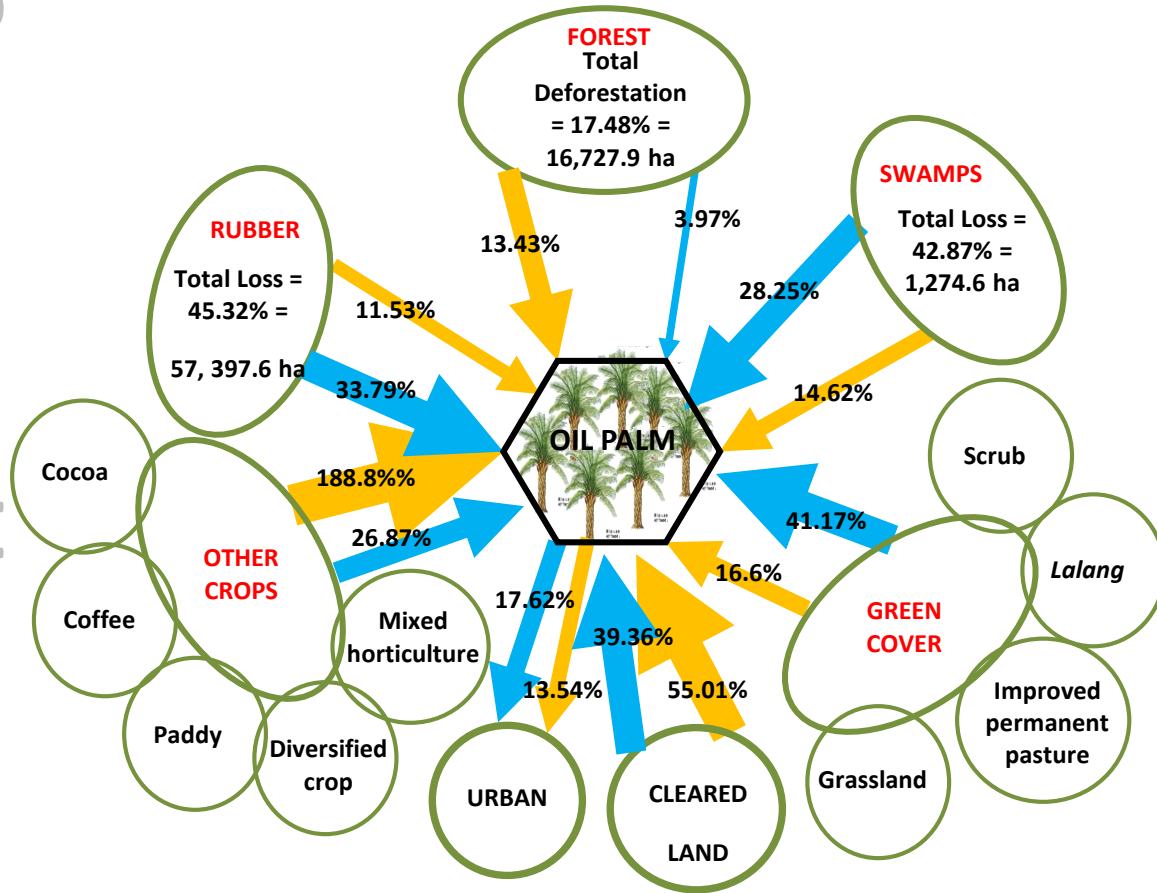 FOREST
Total
Deforestation
= 17.48% =
16,727.9 ha
SWAMPS
Total Loss =
42.87% =
1,274.6 ha
RUBBER
Total Loss =
45.32% =
57, 397.6 ha
13.43%
3.97%
28.25%
11.53%
33.79%
14.62%
OIL PALM
188.8%%
26.87%
41.17%
16.6%
17.62%
13.54%
39.36%
55.01%
Cocoa
OTHER
CROPS
Coffee
Paddy
Diversified
crop
Mixed
horticulture
URBAN
CLEARED
LAND
Scrub
Lalang
GREEN
COVER
Improved
permanent
pasture
Grassland